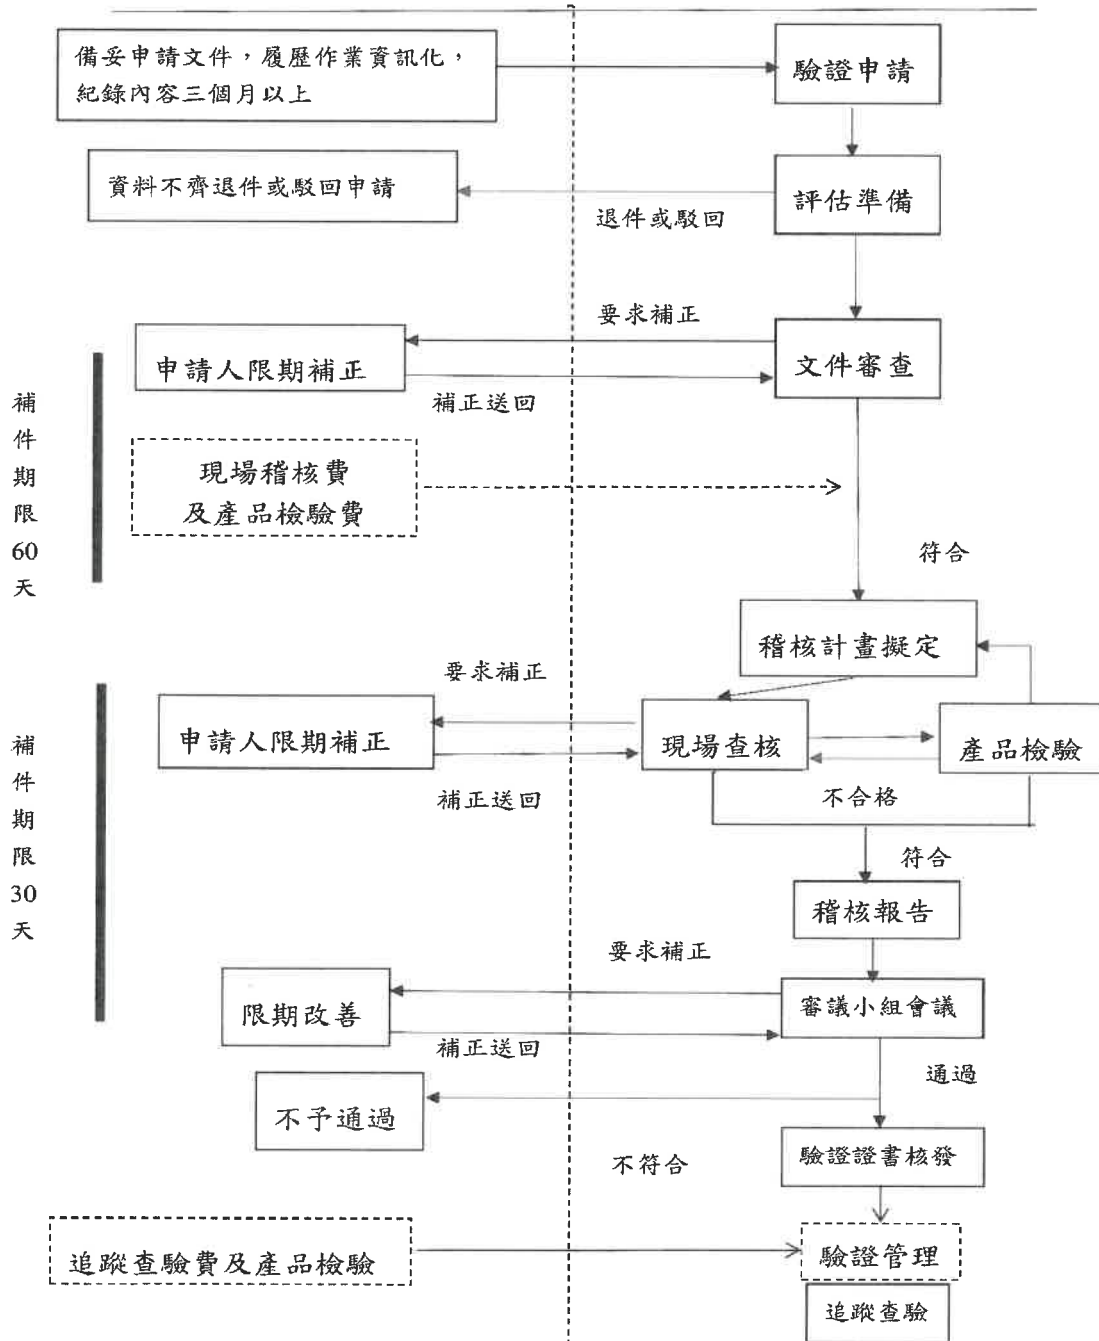 備妥申請文件，履歷作業資訊化，
紀錄內容三個月以上
驗證申請
資料不齊退件或駁回申請
退件或駁回
評估準備
要求補正
申請人限期補正
文件審查
補正送回
補件期限60天
現場稽核費
及產品檢驗費
符合
稽核計畫擬定
要求補正
申請人限期補正
現場查核
產品檢驗
補正送回
不合格
補件期限30天
符合
稽核報告
要求補正
限期改善
審議小組會議
補正送回
通過
不予通過
驗證證書核發
不符合
追蹤查驗費及產品檢驗
驗證管理
追蹤查驗